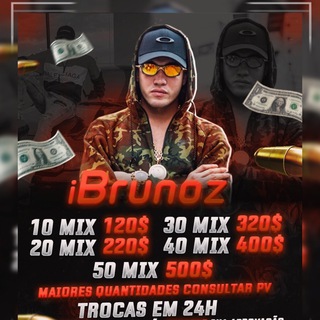 iBrunoz
10 MIX 120$ 30 MIX 320$
20 MIX 220$ 40 MIX 400$
50 MIX 500$
MAIORES QUANTIDADES CONSULTAR PV
TROCAS EM 24H